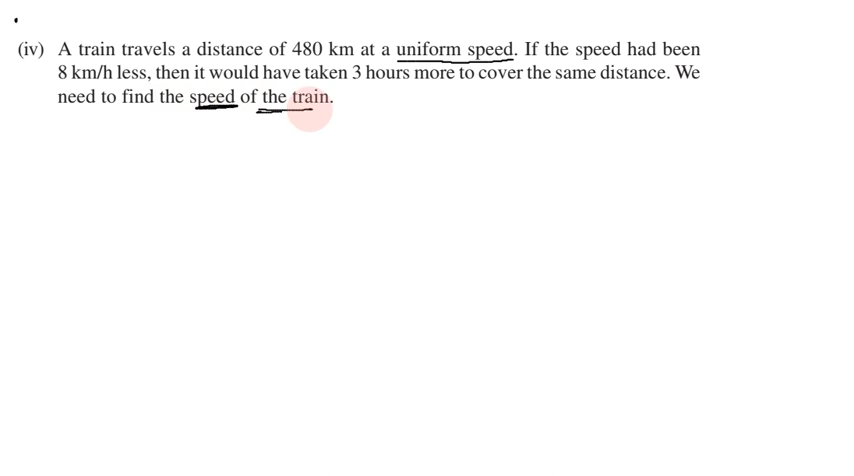 (iv) A train travels a distance of 480 km at a uniform speed. If the speed had been
8 km/h less, then it would have taken 3 hours more to cover the same distance. We
need to find the speed of the train.